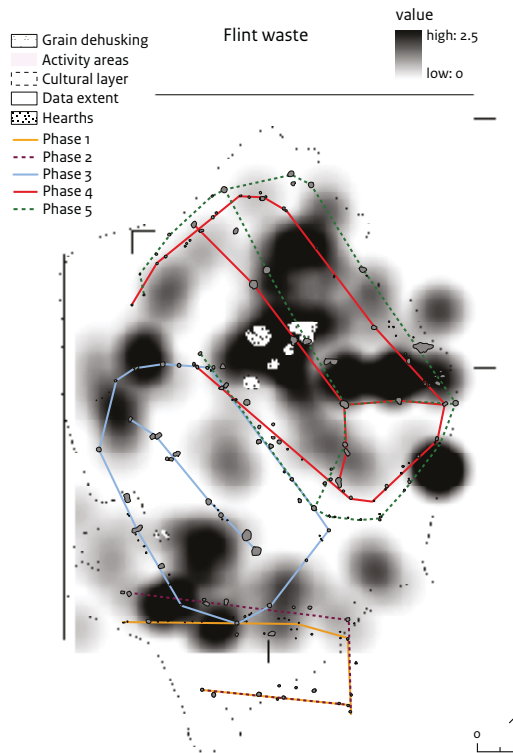 Flint waste
value
high: 2.5
low: 0
Grain dehusking
Activity areas
Cultural layer
Data extent
Hearths
Phase 1
Phase 2
Phase 3
Phase 4
Phase 5
0